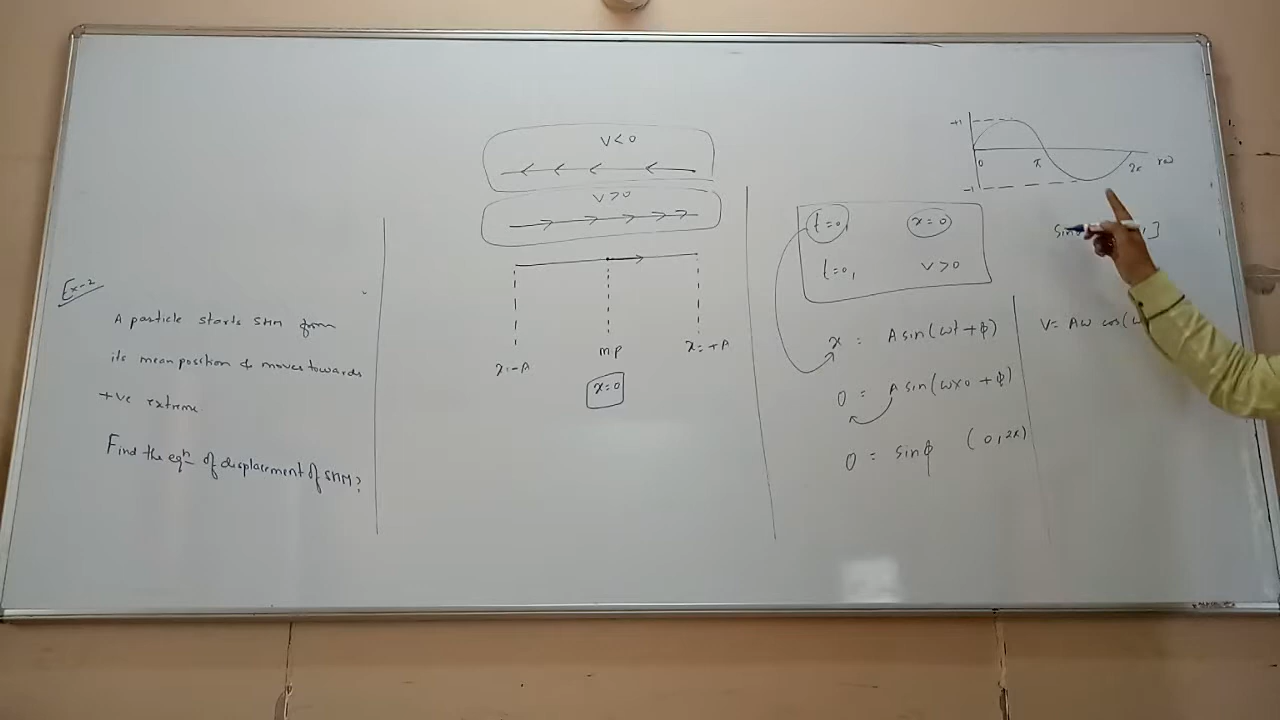 Ex-2
A particle starts SHM from
its mean position & moves towards
+ve extreme.
Find the eqn of displacement of SHM?
V<0
V>0
x=-A
MP
x=+A
x=0
t=0, x=0
t=0, V>0
x = A sin(ωt+ϕ)
0 = A sin(ω×0+ϕ)
0 = sinϕ (0,2π)
+1
0 π 2π rad
-1
V= Aω cos(